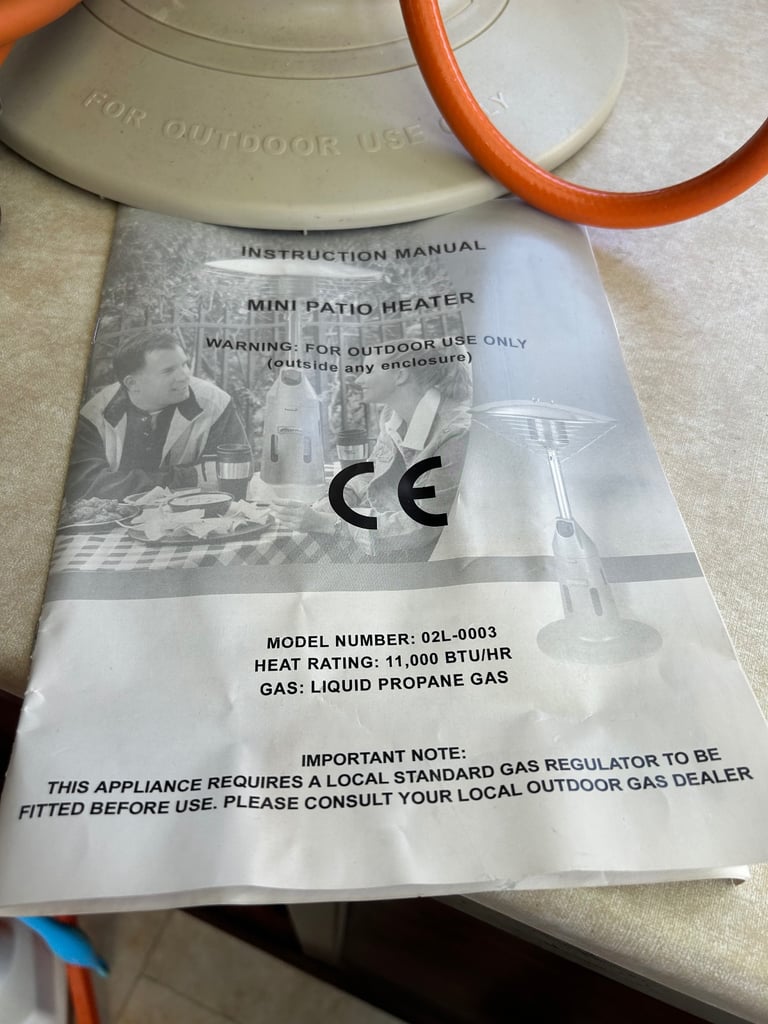 FOR OUTDOOR USE ONLY
INSTRUCTION MANUAL
MINI PATIO HEATER
WARNING: FOR OUTDOOR USE ONLY
(outside any enclosure)
CE
MODEL NUMBER: 02L-0003
HEAT RATING: 11,000 BTU/HR
GAS: LIQUID PROPANE GAS
IMPORTANT NOTE:
THIS APPLIANCE REQUIRES A LOCAL STANDARD GAS REGULATOR TO BE
FITTED BEFORE USE. PLEASE CONSULT YOUR LOCAL OUTDOOR GAS DEALER